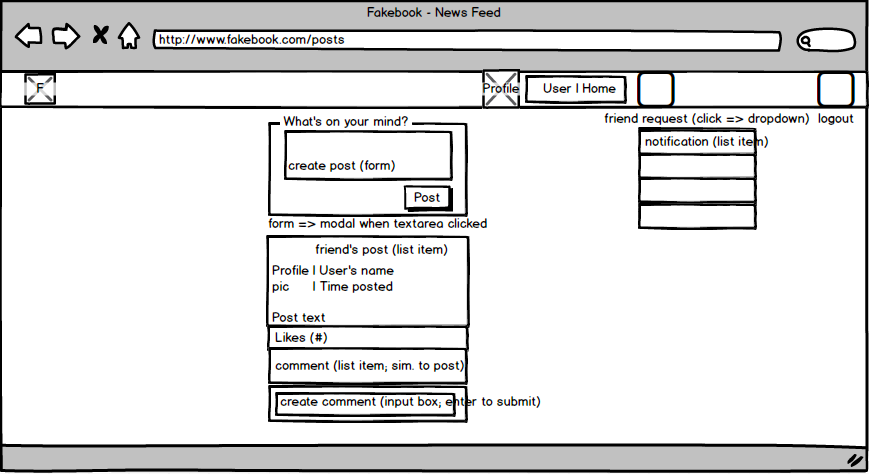 Fakebook - News Feed
http://www.fakebook.com/posts
F
Profile
User | Home
friend request (click => dropdown)
logout
What's on your mind?
notification (list item)
create post (form)
Post
form => modal when textarea clicked
friend's post (list item)
Profile | User's name
pic | Time posted
Post text
Likes (#)
comment (list item; sim. to post)
create comment (input box; enter to submit)